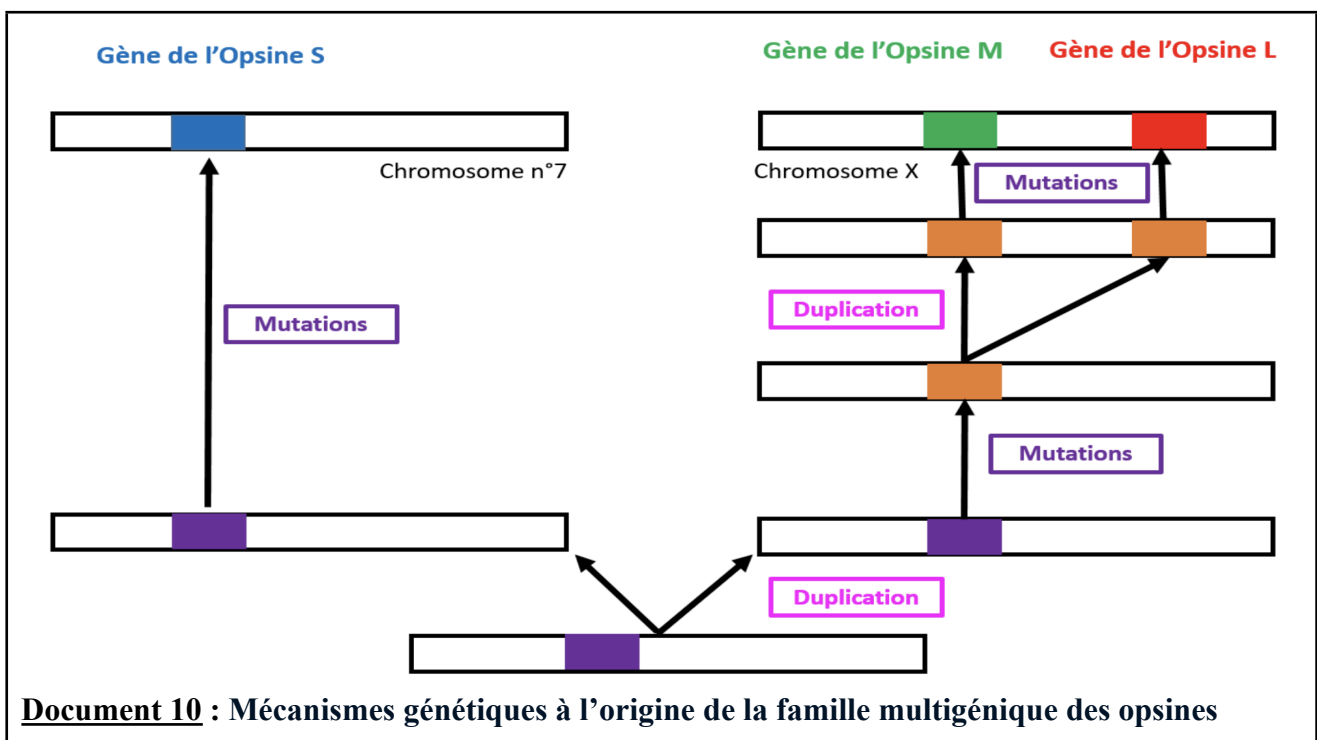 Gène de l'Opsine S
Gène de l'Opsine M
Gène de l'Opsine L
Chromosome n°7
Chromosome X
Mutations
Duplication
Mutations
Mutations
Duplication
Document 10 : Mécanismes génétiques à l'origine de la famille multigénique des opsines